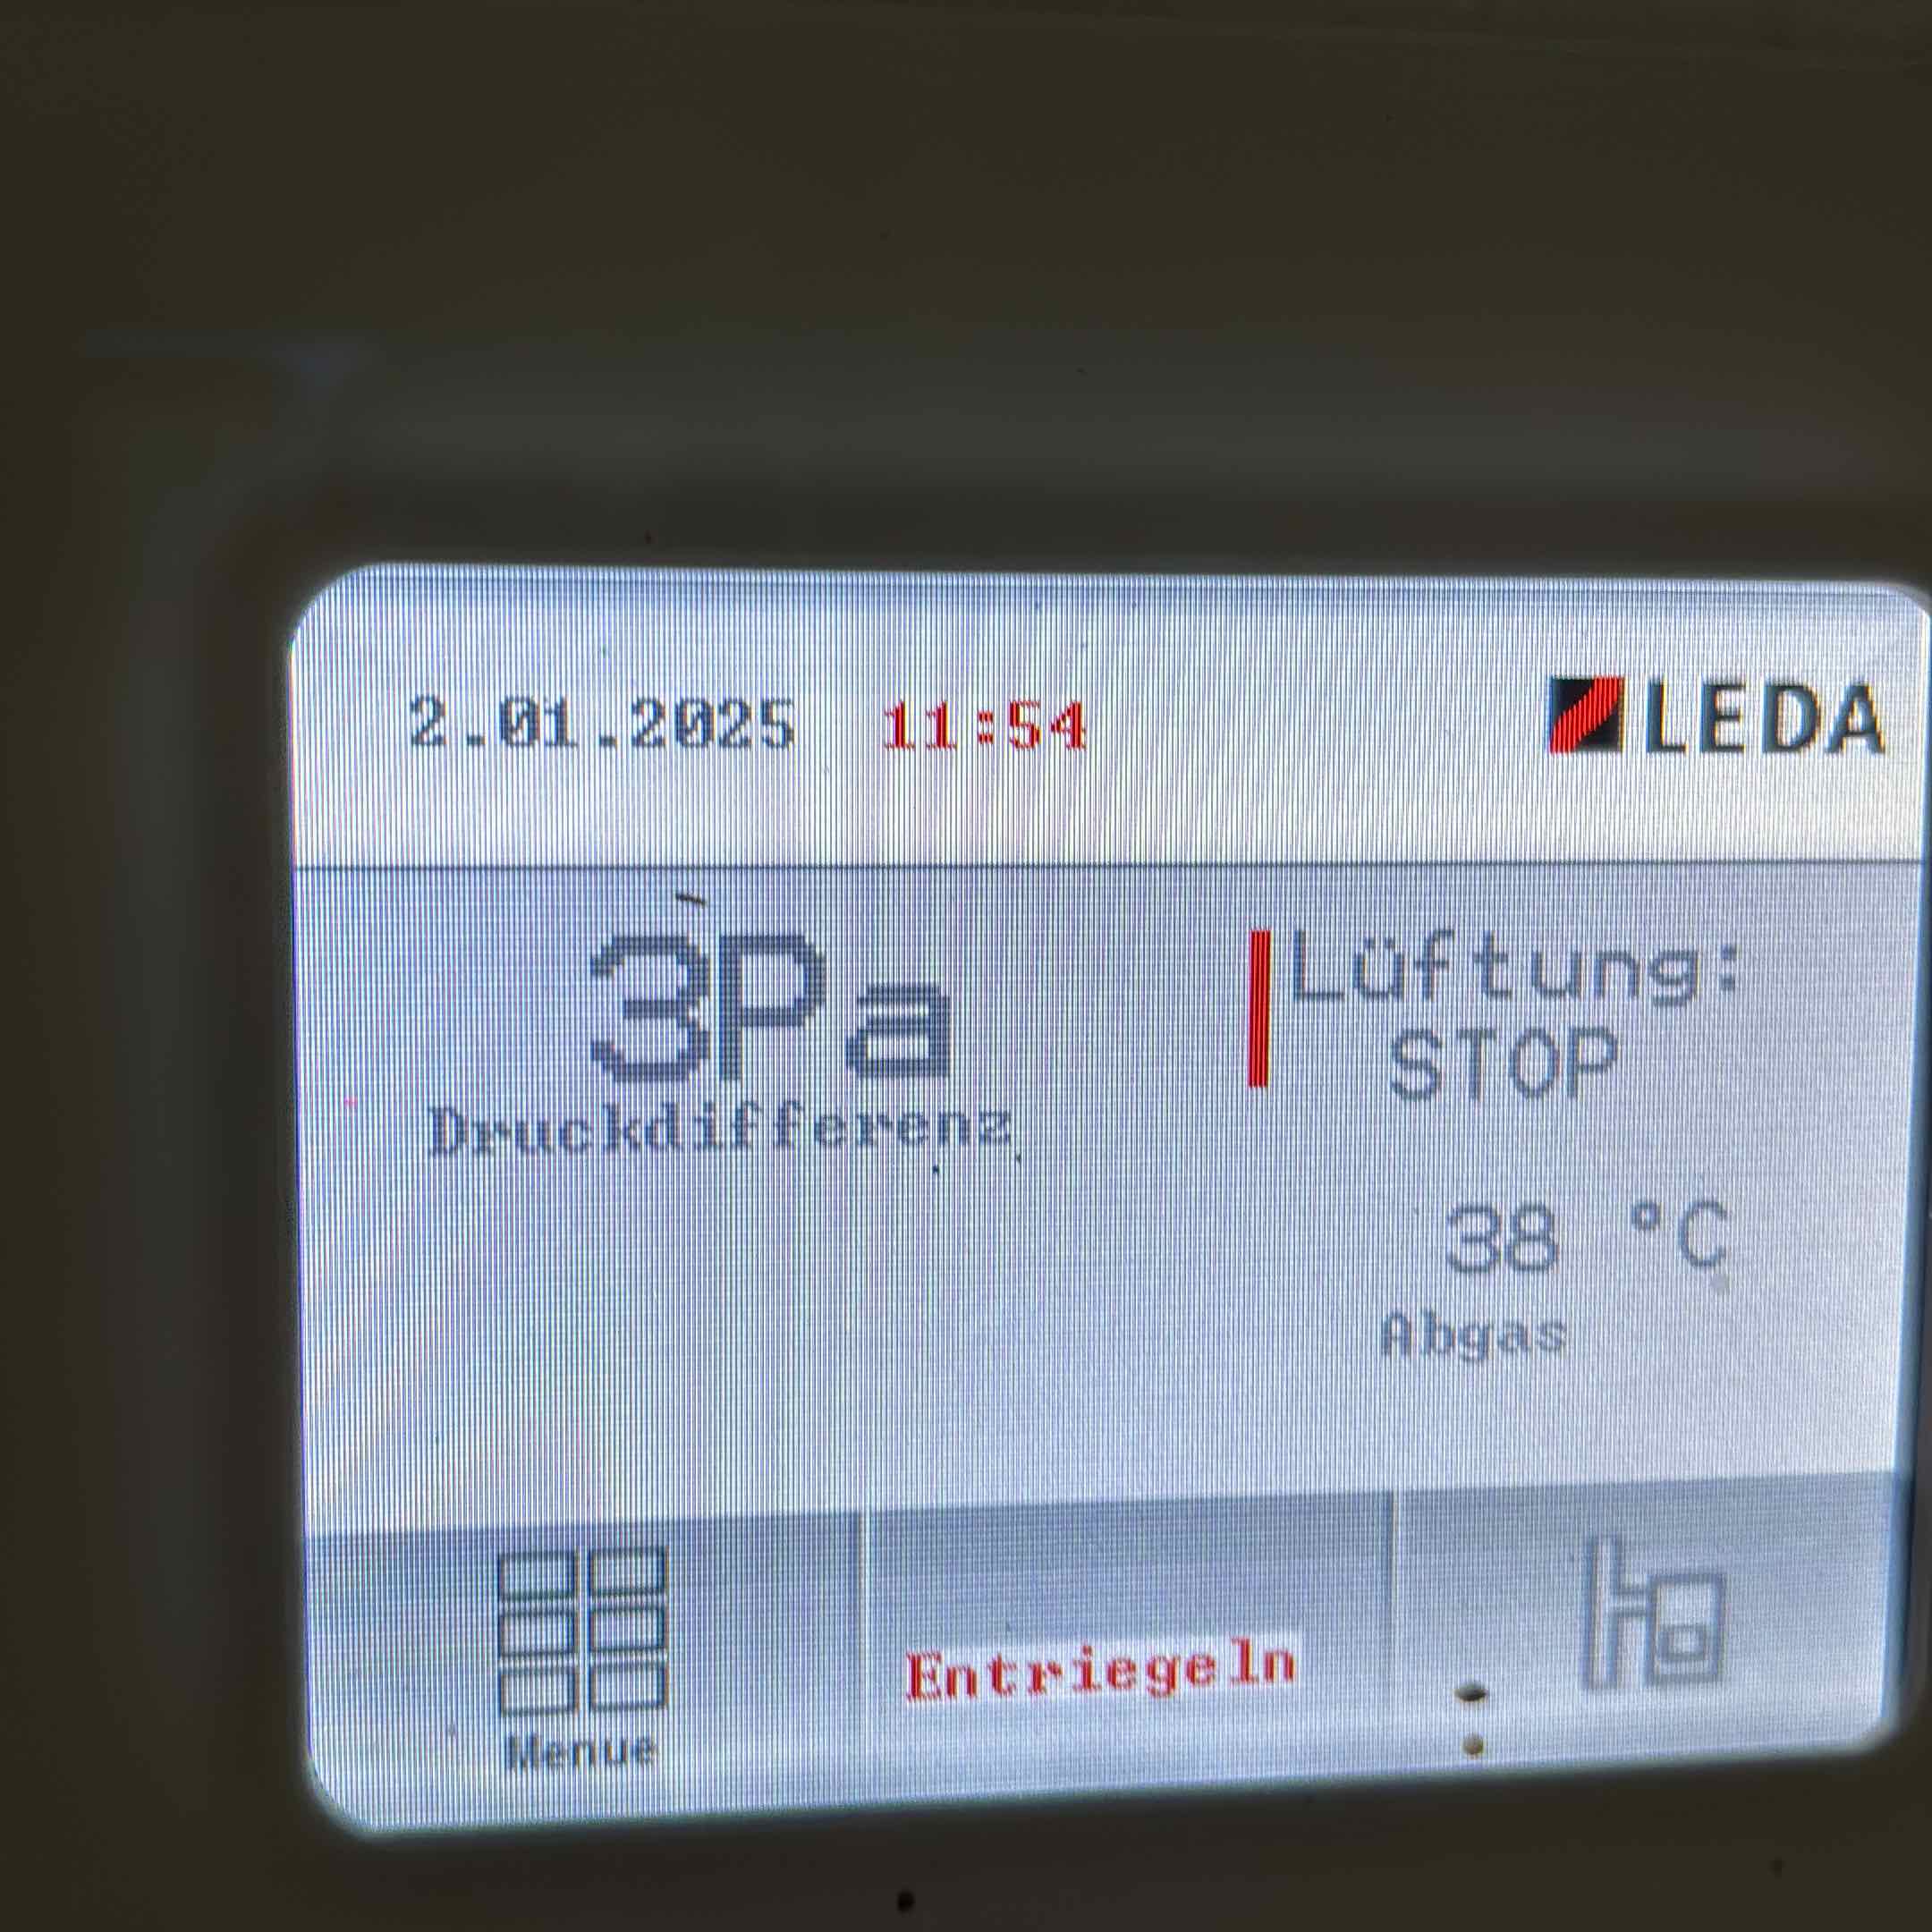 2.01.2025 11:54 LEDA
3Pa
Druckdifferenz
Lüftung:
STOP
38 °C
Abgas
Menue
Entriegeln